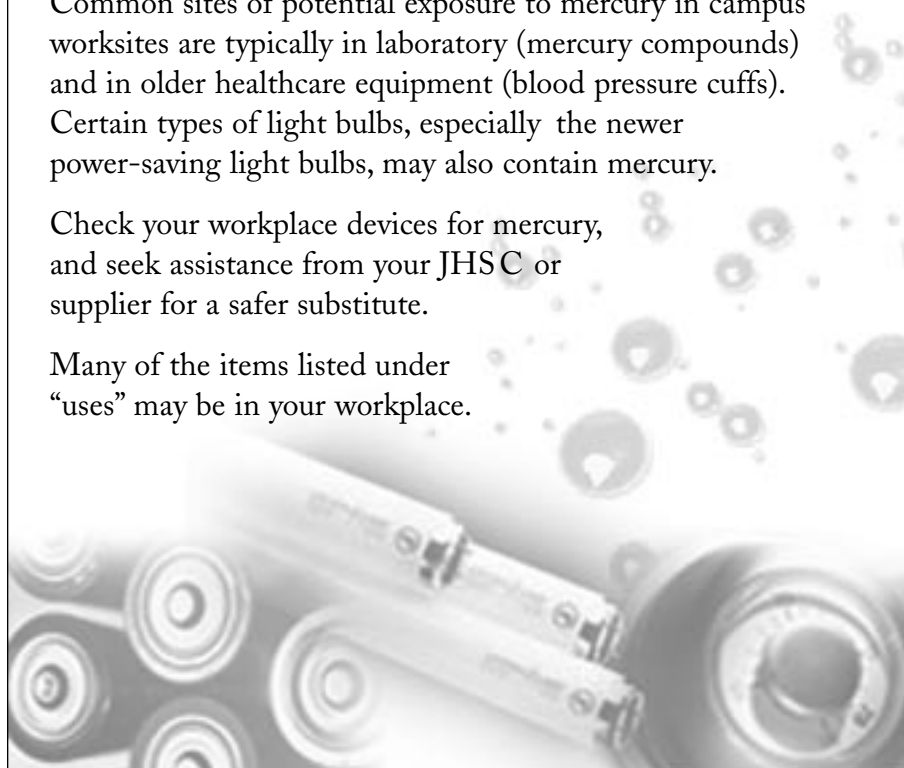 Common sites of potential exposure to mercury in campus
worksites are typically in laboratory (mercury compounds)
and in older healthcare equipment (blood pressure cuffs).
Certain types of light bulbs, especially the newer
power-saving light bulbs, may also contain mercury.
Check your workplace devices for mercury,
and seek assistance from your JHSC or
supplier for a safer substitute.
Many of the items listed under
“uses” may be in your workplace.